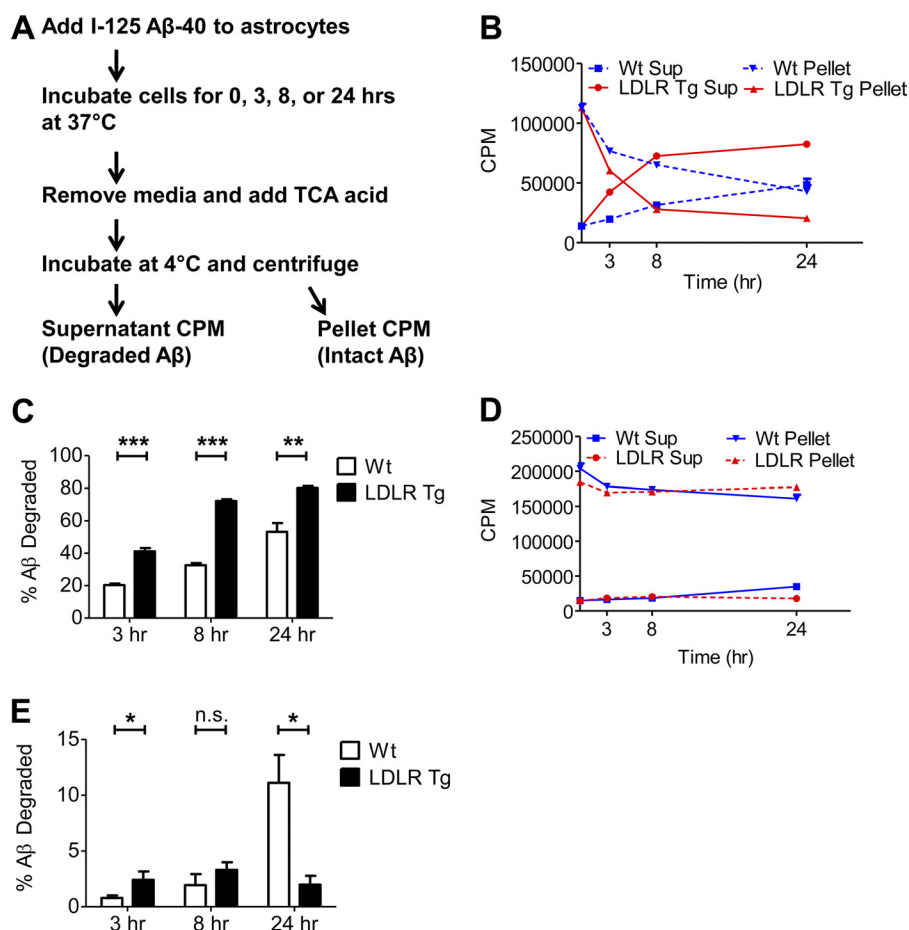 A
Add I-125 Aβ-40 to astrocytes
Incubate cells for 0, 3, 8, or 24 hrs
at 37°C
Remove media and add TCA acid
Incubate at 4°C and centrifuge
Supernatant CPM
(Degraded Aβ)
Pellet CPM
(Intact Aβ)
B
Wt Sup
Wt Pellet
LDLR Tg Sup
LDLR Tg Pellet
CPM
150000
100000
50000
0
3
8
24
Time (hr)
C
% Aβ Degraded
100
80
60
40
20
0
***
***
**
Wt
LDLR Tg
3 hr
8 hr
24 hr
D
Wt Sup
Wt Pellet
LDLR Sup
LDLR Pellet
CPM
250000
200000
150000
100000
50000
0
3
8
24
Time (hr)
E
% Aβ Degraded
15
10
5
0
*
n.s.
*
Wt
LDLR Tg
3 hr
8 hr
24 hr